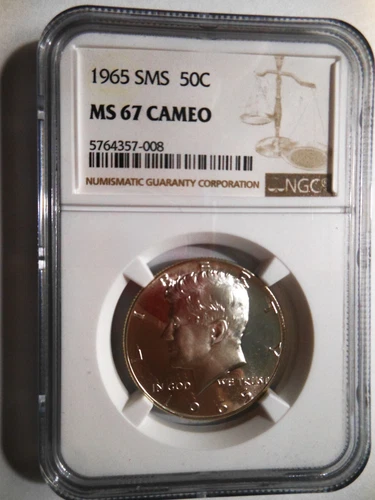 1965 SMS 50C
MS 67 CAMEO
5764357-008
NUMISMATIC GUARANTY CORPORATION
NGC
IN GOD WE TRUST